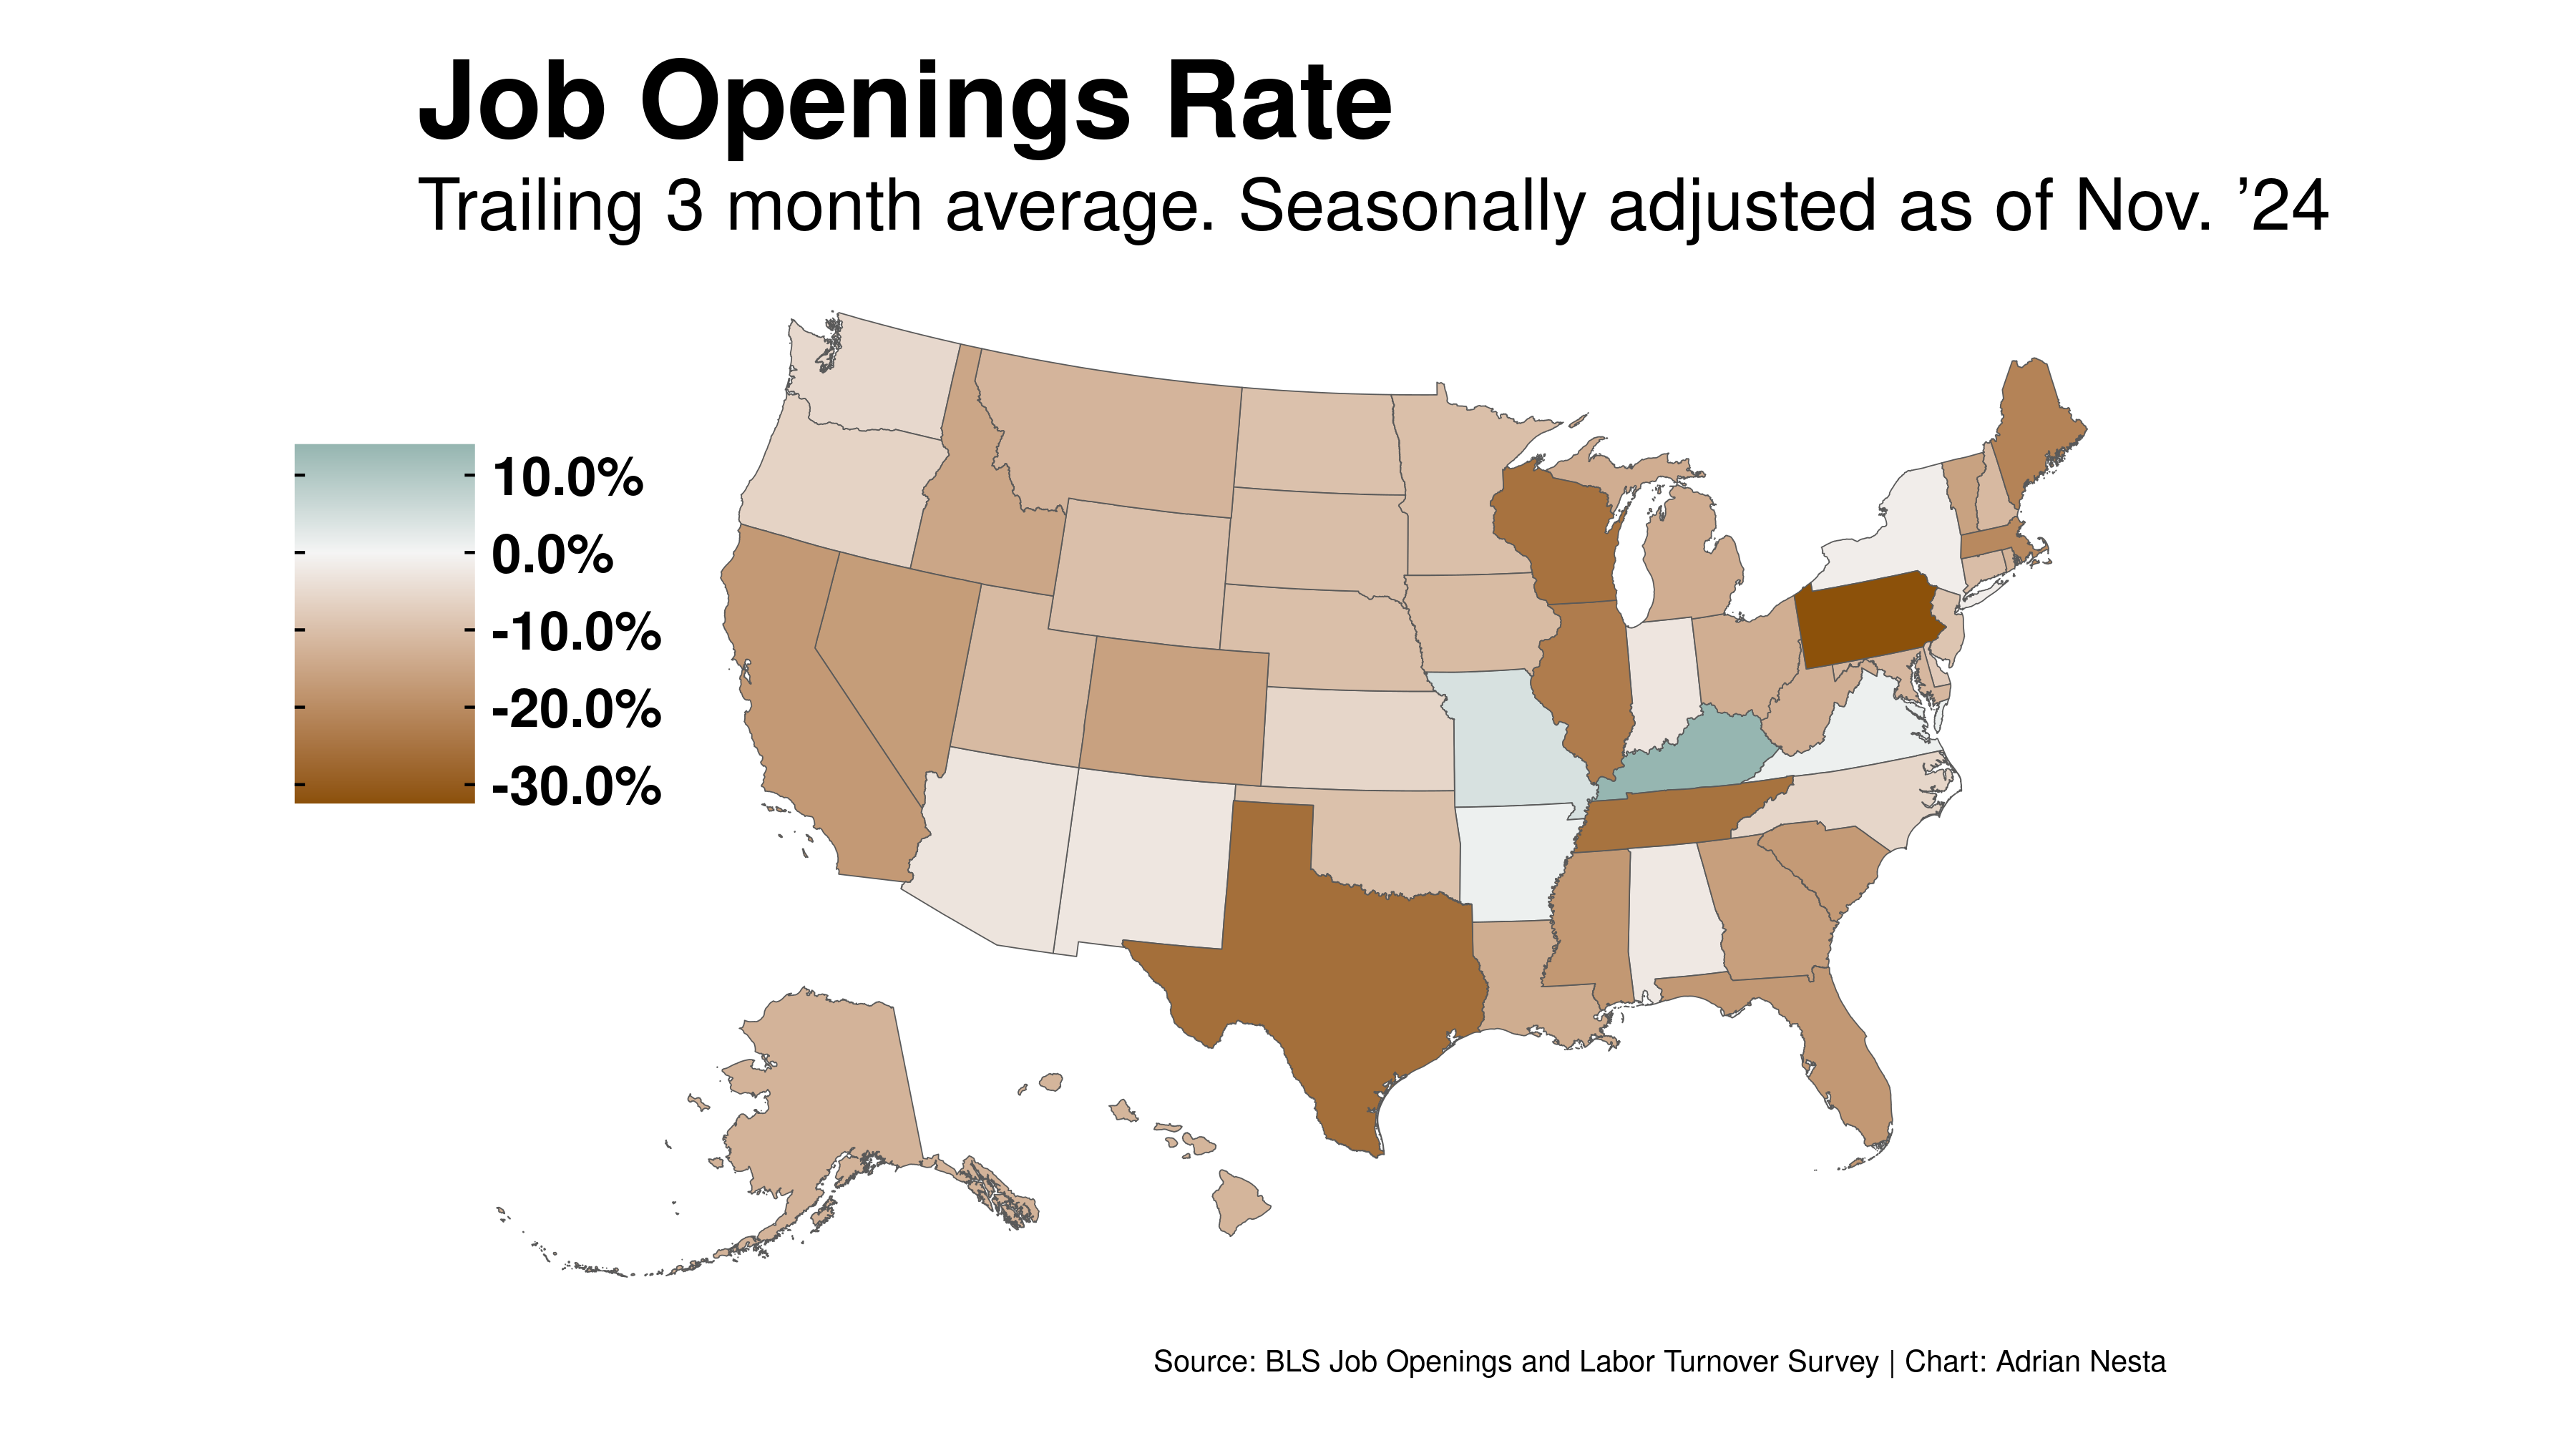 Job Openings Rate
Trailing 3 month average. Seasonally adjusted as of Nov. ’24
10.0%
0.0%
-10.0%
-20.0%
-30.0%
Source: BLS Job Openings and Labor Turnover Survey | Chart: Adrian Nesta